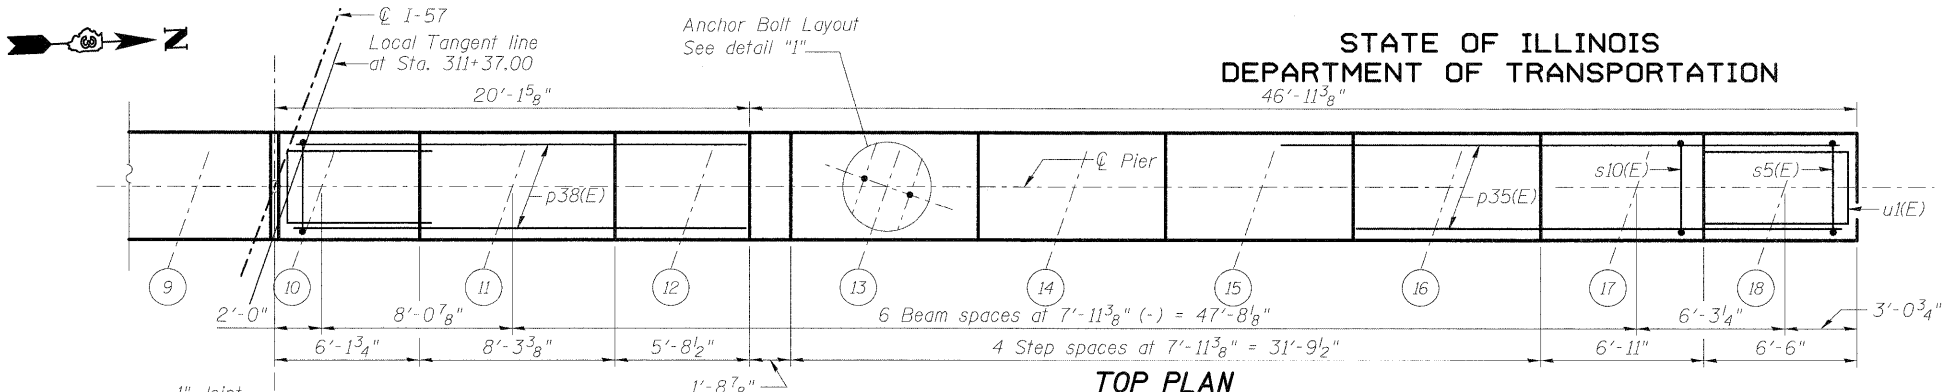 STATE OF ILLINOIS
DEPARTMENT OF TRANSPORTATION
℄ I-57
Local Tangent line
at Sta. 311+37.00
Anchor Bolt Layout
See detail "1"
N
20'-1⅝"
46'-11⅜"
℄ Pier
p38(E)
p35(E)
s10(E)
s5(E)
u1(E)
9
10
11
12
13
14
15
16
17
18
2'-0"
8'-0⅞"
6 Beam spaces at 7'-11⅜" (-) = 47'-8⅛"
6'-3¼"
3'-0¾"
6'-1¾"
8'-3⅜"
5'-8½"
4 Step spaces at 7'-11⅜" = 31'-9½"
6'-11"
6'-6"
1'-8⅞"
TOP PLAN
1" Joint